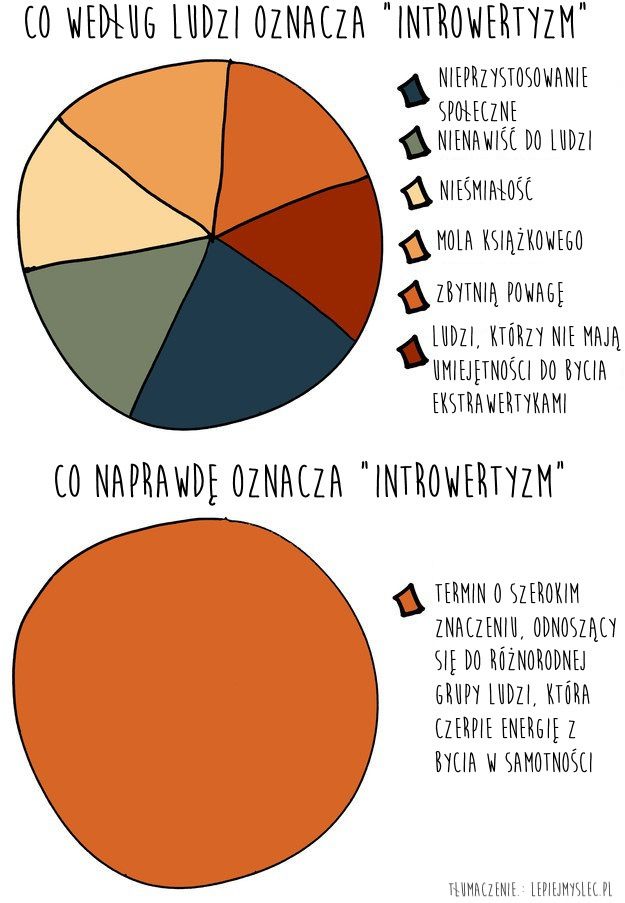 CO WEDŁUG LUDZI OZNACZA "INTROWERTYZM"
NIEPRZYSTOSOWANIE
SPOŁECZNE
NIENAWIŚĆ DO LUDZI
NIEŚMIAŁOŚĆ
MOLA KSIĄŻKOWEGO
ZBYTNIĄ POWAGĘ
LUDZI, KTÓRZY NIE MAJĄ
UMIEJĘTNOŚCI DO BYCIA
EKSTRAWERTYKAMI
CO NAPRAWDĘ OZNACZA "INTROWERTYZM"
TERMIN O SZEROKIM
ZNACZENIU, ODNOSZĄCY
SIĘ DO RÓŻNORODNEJ
GRUPY LUDZI, KTÓRA
CZERPIE ENERGIĘ Z
BYCIA W SAMOTNOŚCI
TŁUMACZENIE.: LEPIEJMYSLEC.PL